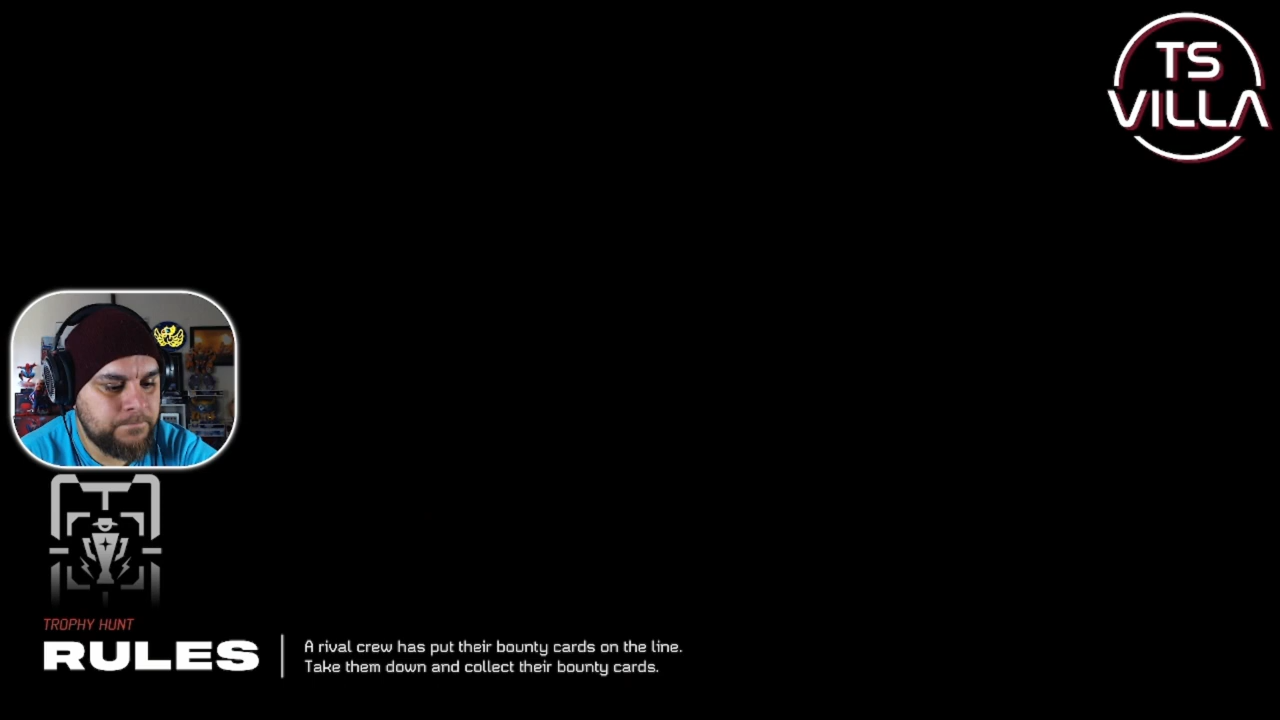 TS
VILLA
TROPHY HUNT
RULES
A rival crew has put their bounty cards on the line.
Take them down and collect their bounty cards.